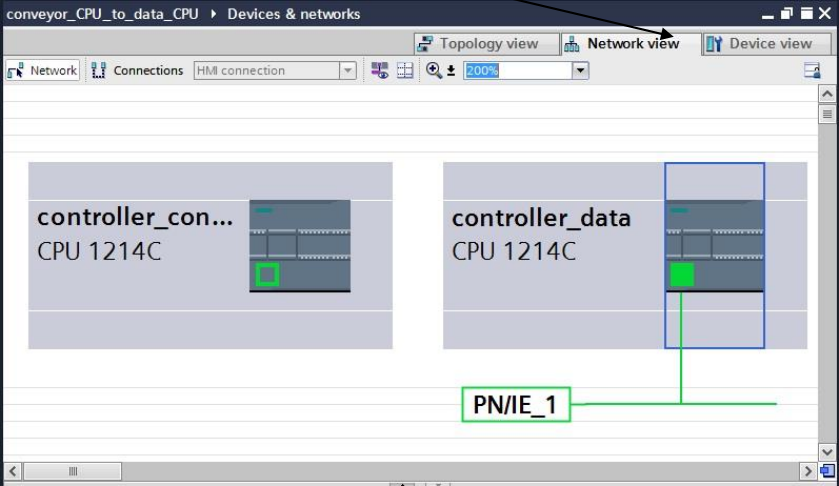 conveyor_CPU_to_data_CPU ▸ Devices & networks
Topology view Network view Device view
Network Connections HMI connection 200%
controller_con...
CPU 1214C
controller_data
CPU 1214C
PN/IE_1